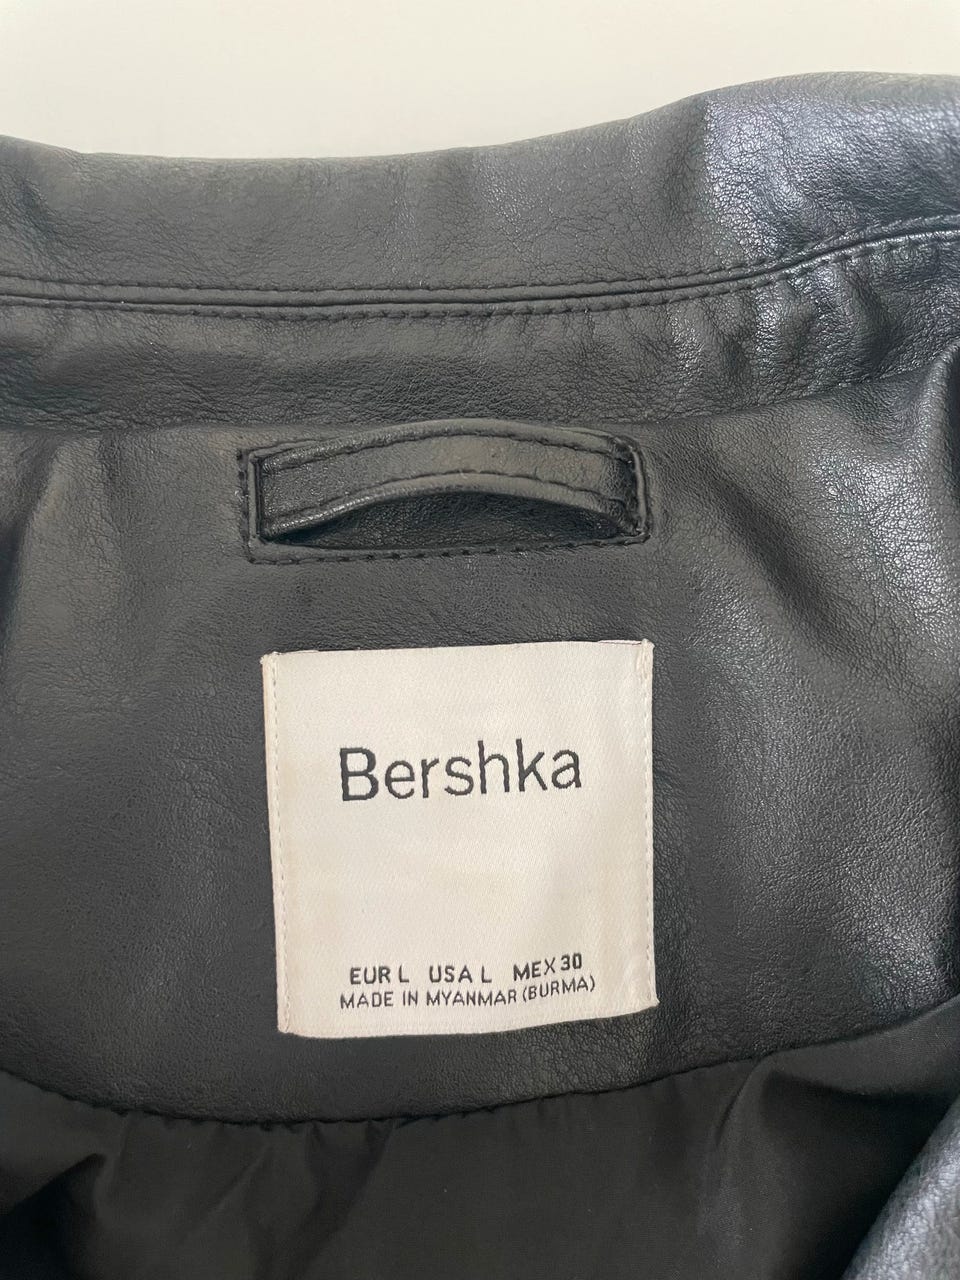 Bershka
EUR L USA L MEX 30
MADE IN MYANMAR (BURMA)